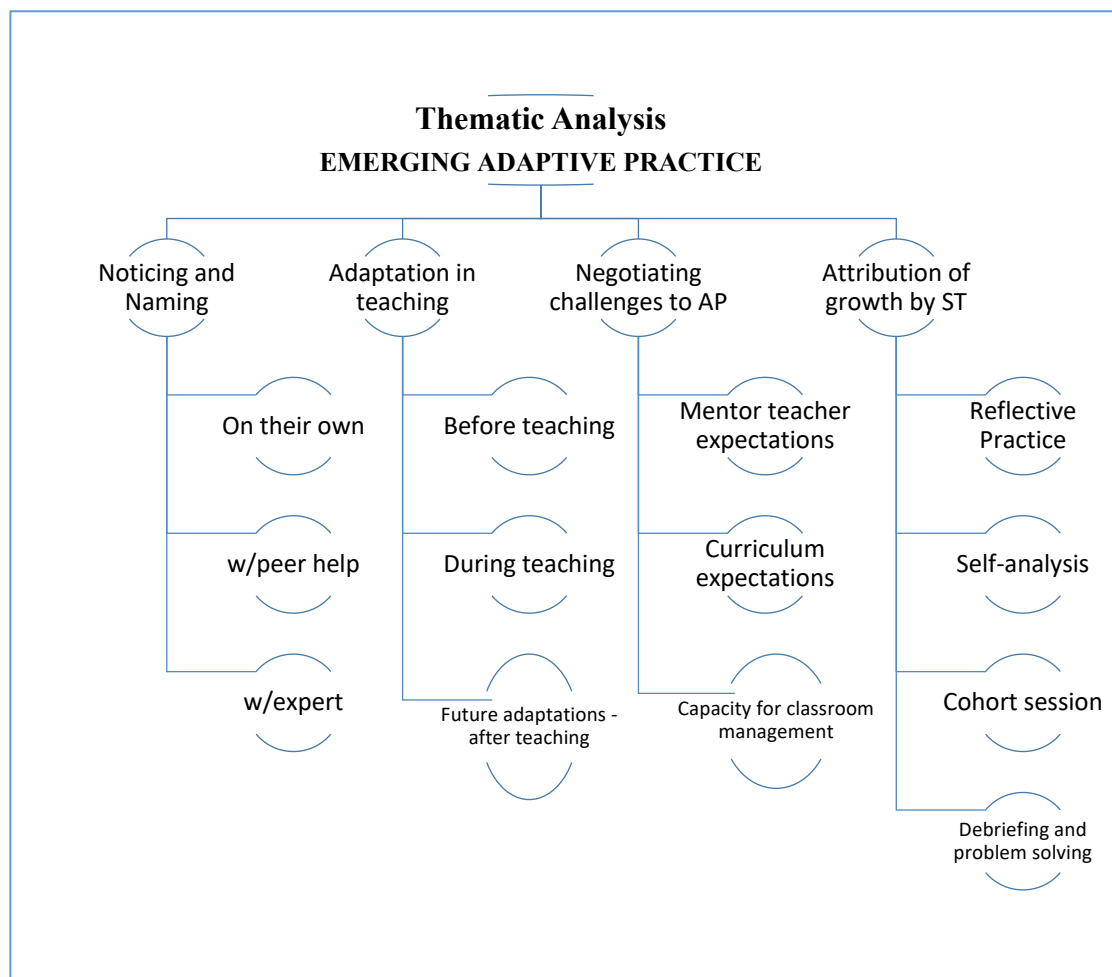 Thematic Analysis
EMERGING ADAPTIVE PRACTICE
Noticing and
Naming
On their own
w/peer help
w/expert
Adaptation in
teaching
Before teaching
During teaching
Future adaptations -
after teaching
Negotiating
challenges to AP
Mentor teacher
expectations
Curriculum
expectations
Capacity for classroom
management
Attribution of
growth by ST
Reflective
Practice
Self-analysis
Cohort session
Debriefing and
problem solving